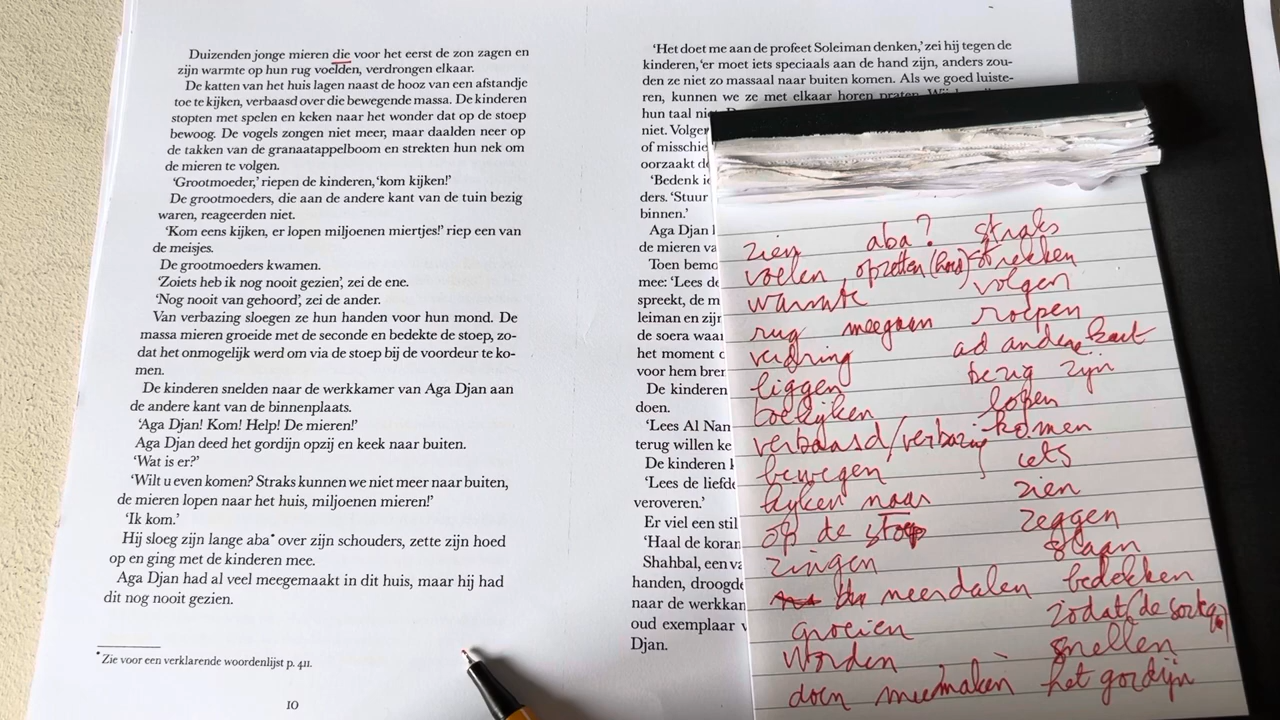 Duizenden jonge mieren die voor het eerst de zon zagen en
zijn warmte op hun rug voelden, verdrongen elkaar.
De katten van het huis lagen naast de hooz van een afstandje
toe te kijken, verbaasd over die bewegende massa. De kinderen
stopten met spelen en keken naar het wonder dat op de stoep
bewoog. De vogels zongen niet meer, maar daalden neer op
de takken van de granaatappelboom en strekten hun nek om
de mieren te volgen.
‘Grootmoeder,’ riepen de kinderen, ‘kom kijken!’
De grootmoeders, die aan de andere kant van de tuin bezig
waren, reageerden niet.
‘Kom eens kijken, er lopen miljoenen miertjes!’ riep een van
de meisjes.
De grootmoeders kwamen.
‘Zoiets heb ik nog nooit gezien’, zei de ene.
‘Nog nooit van gehoord’, zei de ander.
Van verbazing sloegen ze hun handen voor hun mond. De
massa mieren groeide met de seconde en bedekte de stoep, zo-
dat het onmogelijk werd om via de stoep bij de voordeur te ko-
men.
De kinderen snelden naar de werkkamer van Aga Djan aan
de andere kant van de binnenplaats.
‘Aga Djan! Kom! Help! De mieren!’
Aga Djan deed het gordijn opzij en keek naar buiten.
‘Wat is er?’
‘Wilt u even komen? Straks kunnen we niet meer naar buiten,
de mieren lopen naar het huis, miljoenen mieren!’
‘Ik kom.’
Hij sloeg zijn lange aba* over zijn schouders, zette zijn hoed
op en ging met de kinderen mee.
Aga Djan had al veel meegemaakt in dit huis, maar hij had
dit nog nooit gezien.
* Zie voor een verklarende woordenlijst p. 411.
10
‘Het doet me aan de profeet Soleiman denken,’ zei hij tegen de
kinderen, ‘er moet iets speciaals aan de hand zijn, anders zou-
den ze niet zo massaal naar buiten komen. Als we goed luiste-
ren, kunnen we ze met elkaar horen praten.
hun taal
niet. Volger
of misschie
oorzaakt de
‘Bedenk
ders. ‘Stuur
binnen.’
Aga Djan
de mieren va
Toen bemo
mee: ‘Lees de
spreekt, de m
leiman en zijn
de soera waar
het moment
voor hem bren
De kinderen
doen.
‘Lees Al Nan
terug willen ke
De kinderen
‘Lees de liefde
veroveren.’
Er viel een stil
‘Haal de koran
Shahbal, een va
handen, droogde
naar de werkkan
oud exemplaar
Djan.
zien aba? straks
voelen opzetten (hoed) strekken
warmte volgen
rug meegaan roepen
verdring ad andere kant
liggen bezig zijn
toekijken lopen
verbaasd/verbazig komen
bewegen iets
kijken naar zien
op de stoep zeggen
zingen slaan
neerdalen bedekken
groeien zodat
worden snellen
doen meemaken het gordijn